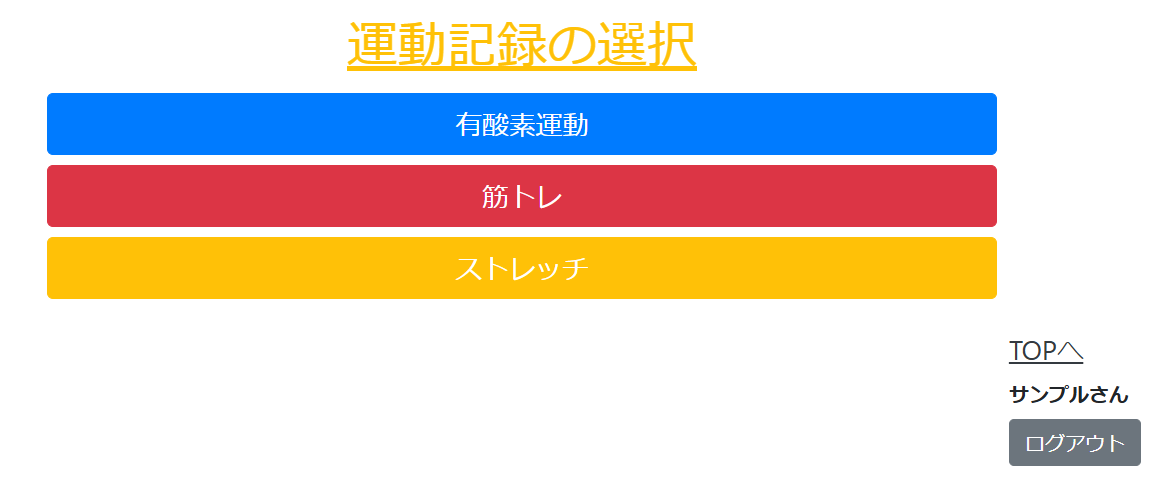 運動記録の選択
有酸素運動
筋トレ
ストレッチ
TOPへ
サンプルさん
ログアウト